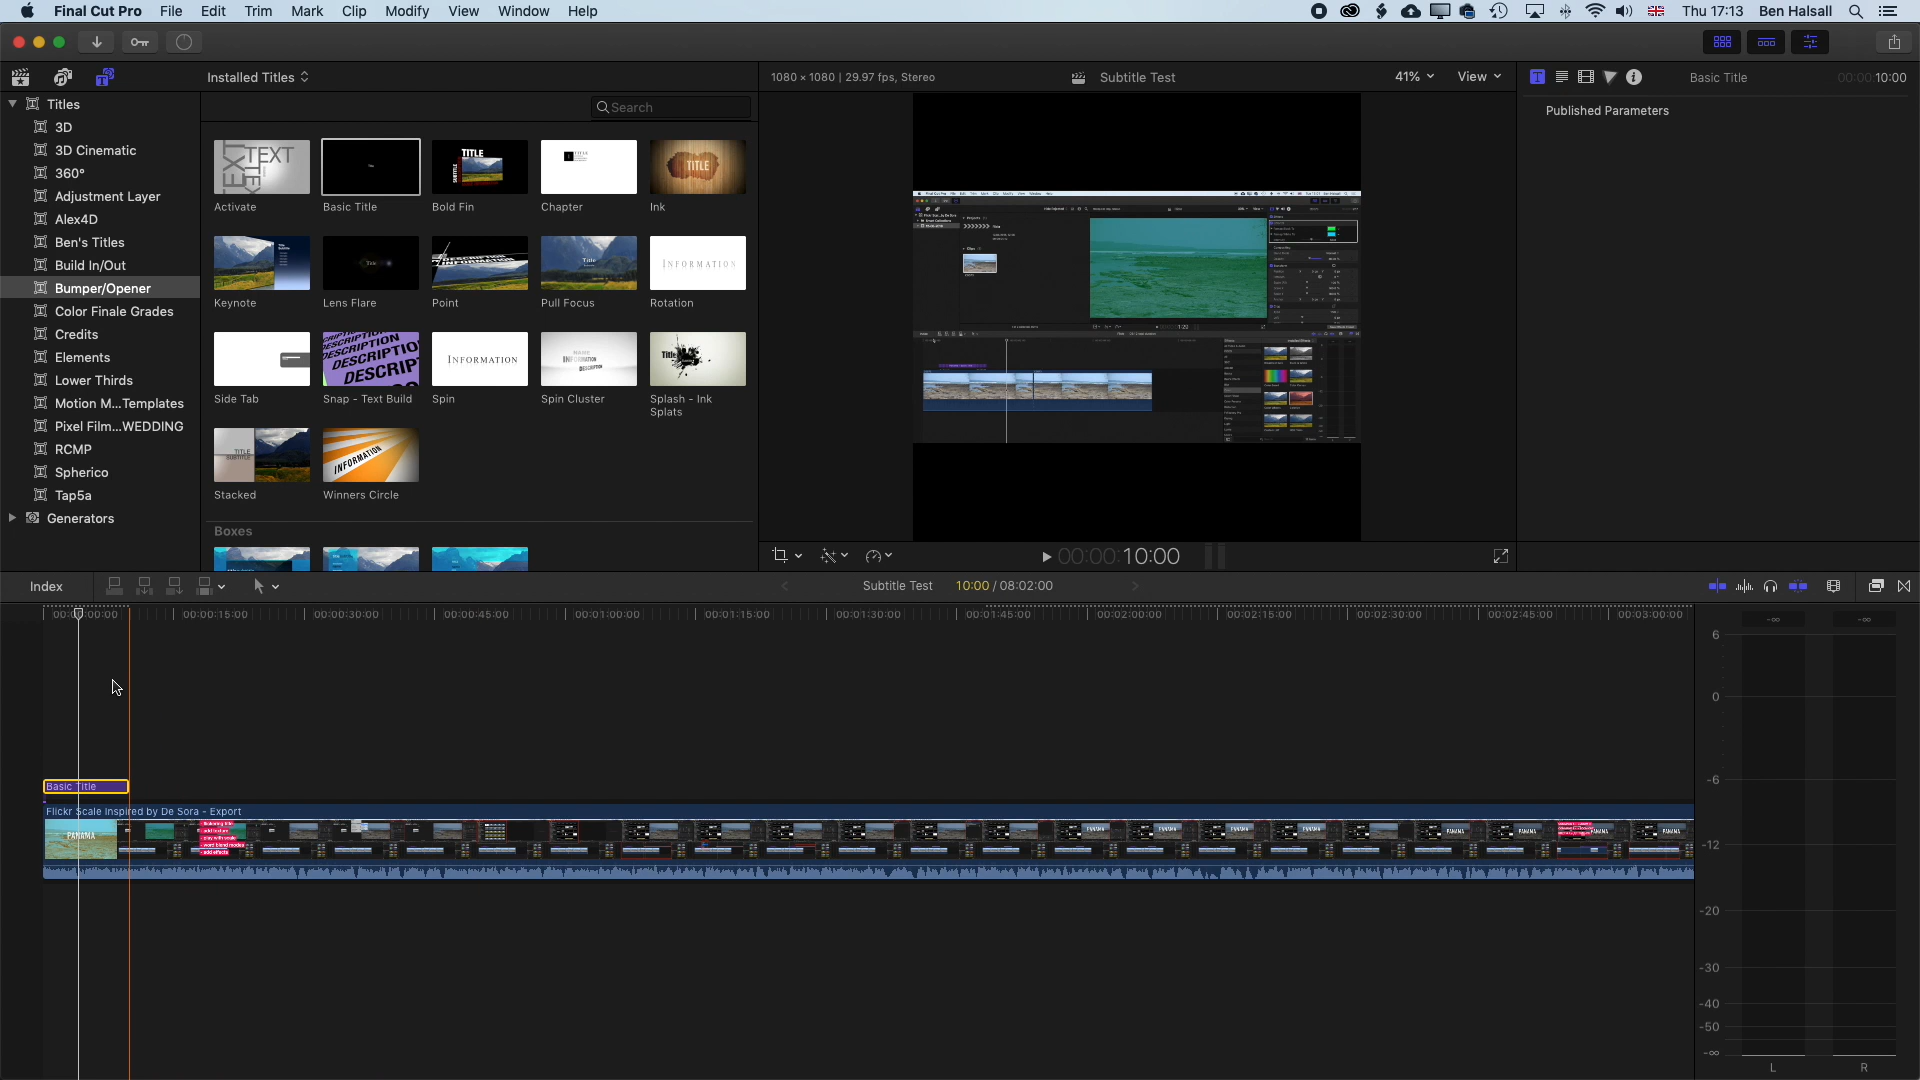 Final Cut Pro File Edit Trim Mark Clip Modify View Window Help Thu 17:13 Ben Halsall
Installed Titles
1080 × 1080 | 29.97 fps, Stereo Subtitle Test 41% View
Basic Title 00:00:10:00
Titles
3D
3D Cinematic
360°
Adjustment Layer
Alex4D
Ben's Titles
Build In/Out
Bumper/Opener
Color Finale Grades
Credits
Elements
Lower Thirds
Motion M...Templates
Pixel Film...WEDDING
RCMP
Spherico
Tap5a
Generators
Search
Activate Basic Title Bold Fin Chapter Ink
Keynote Lens Flare Point Pull Focus Rotation
Side Tab Snap - Text Build Spin Spin Cluster Splash - Ink
Splats
Stacked Winners Circle
Boxes
Published Parameters
00:00:10:00
Index
Subtitle Test 10:00 / 08:02:00
00:00:15:00 00:00:30:00 00:00:45:00 00:01:00:00 00:01:15:00 00:01:30:00 00:01:45:00 00:02:00:00 00:02:15:00 00:02:30:00 00:02:45:00 00:03:00:00
Basic Title
Flickr Scale Inspired by De Sora - Export
PANAMA
-∞ -∞
6
0
-6
-12
-20
-30
-40
-50
-∞
L R